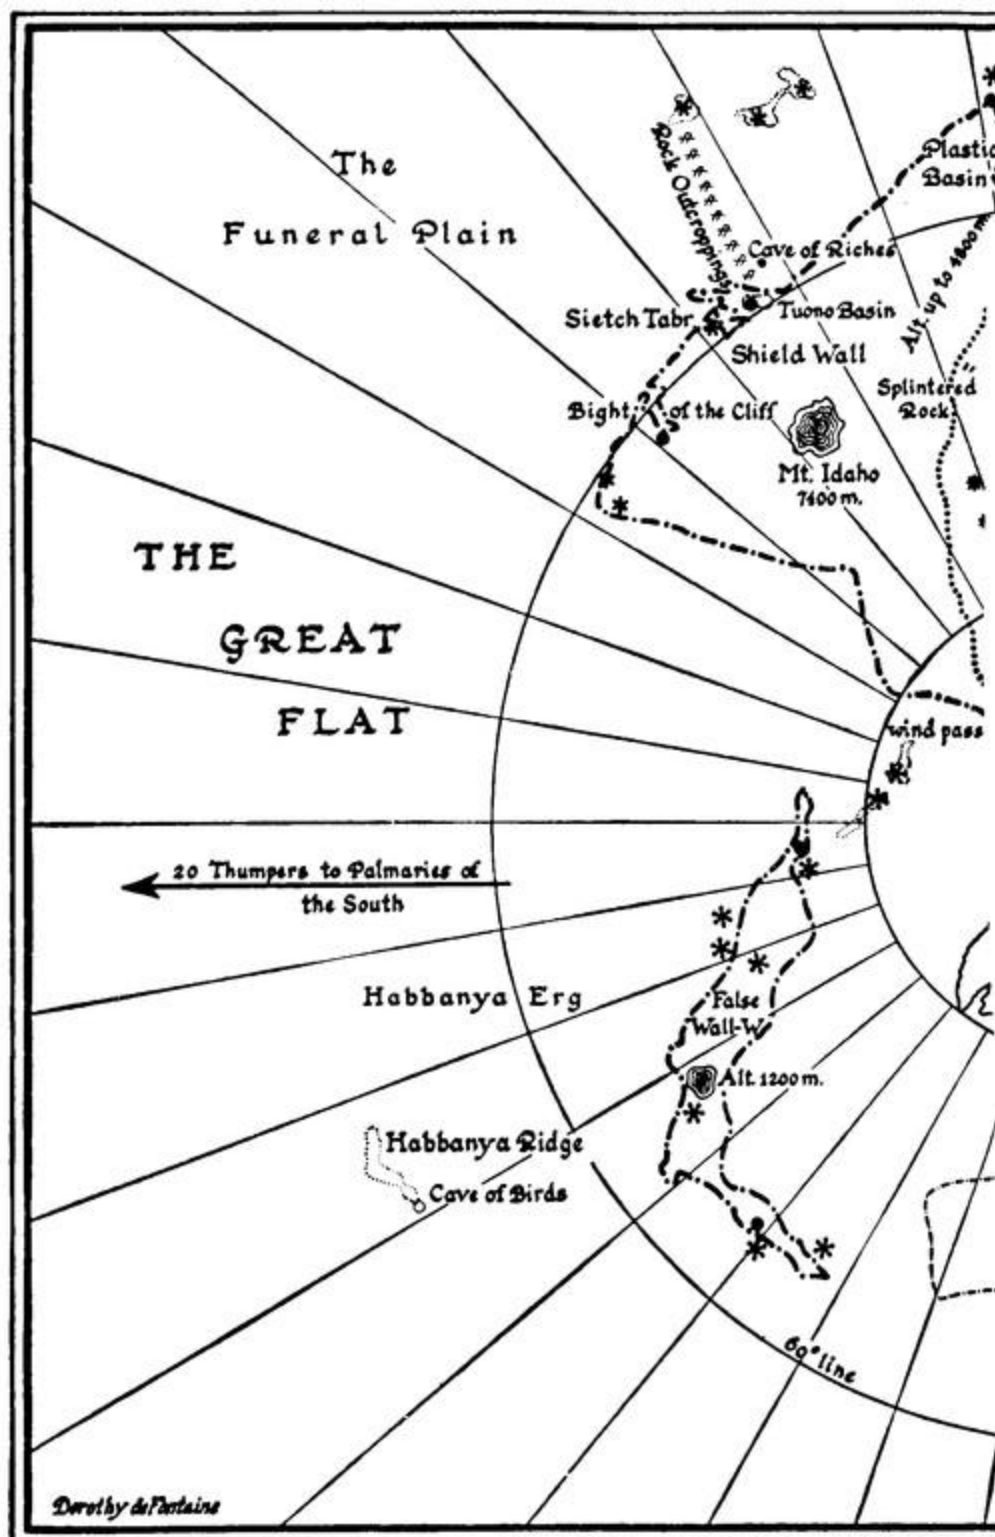 The
Funeral Plain
Rock Outcroppings
Plastic
Basin
Cave of Riches
Alt. up to 4800 m.
Sietch Tabr
Tuono Basin
Shield Wall
Splintered
Rock
Bight of the Cliff
Mt. Idaho
7400 m.
THE
GREAT
FLAT
wind pass
20 Thumpers to Palmaries of
the South
Habbanya Erg
False
Wall-W
Alt. 1200 m.
Habbanya Ridge
Cave of Birds
60° line
Dorothy de Fontaine